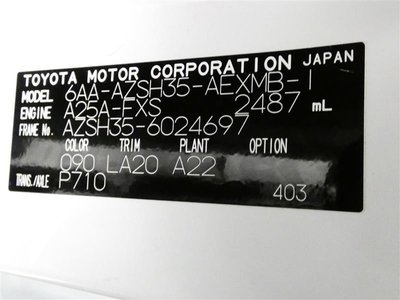 TOYOTA MOTOR CORPORATION JAPAN
MODEL 6AA-AZSH35-AEXMB-I
ENGINE A25A-FXS 2487 mL
FRAME No. AZSH35-6024697
COLOR TRIM PLANT OPTION
090 LA20 A22
TRANS./AXLE P710 403